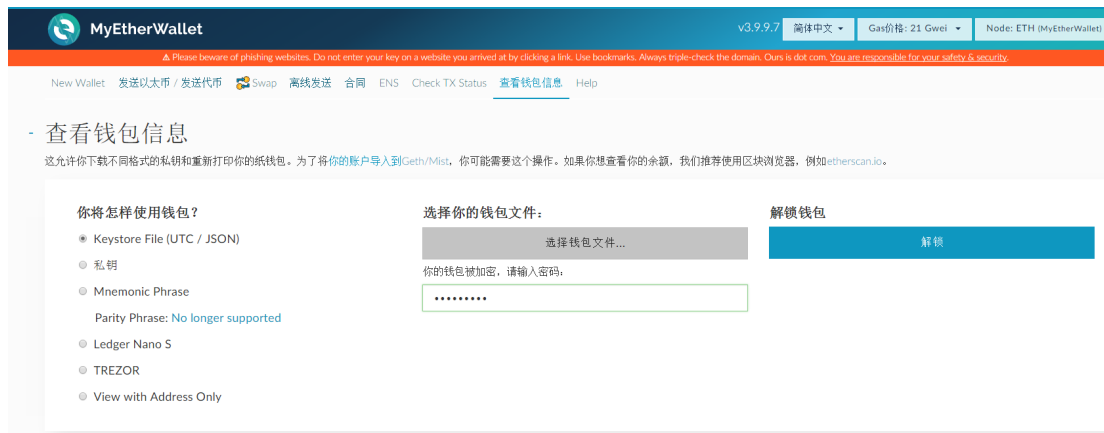 MyEtherWallet
v3.9.9.7 简体中文 Gas价格: 21 Gwei Node: ETH (MyEtherWallet)
Please beware of phishing websites. Do not enter your key on a website you arrived at by clicking a link. Use bookmarks. Always triple-check the domain. Ours is dot com. You are responsible for your safety & security.
New Wallet 发送以太币 / 发送代币 Swap 离线发送 合同 ENS Check TX Status 查看钱包信息 Help
- 查看钱包信息
这允许你下载不同格式的私钥和重新打印你的纸钱包。为了将你的账户导入到Geth/Mist，你可能需要这个操作。如果你想查看你的余额，我们推荐使用区块浏览器，例如etherscan.io。
你将怎样使用钱包？
Keystore File (UTC / JSON)
私钥
Mnemonic Phrase
Parity Phrase: No longer supported
Ledger Nano S
TREZOR
View with Address Only
选择你的钱包文件：
选择钱包文件...
你的钱包被加密，请输入密码：
•••••••••
解锁钱包
解锁